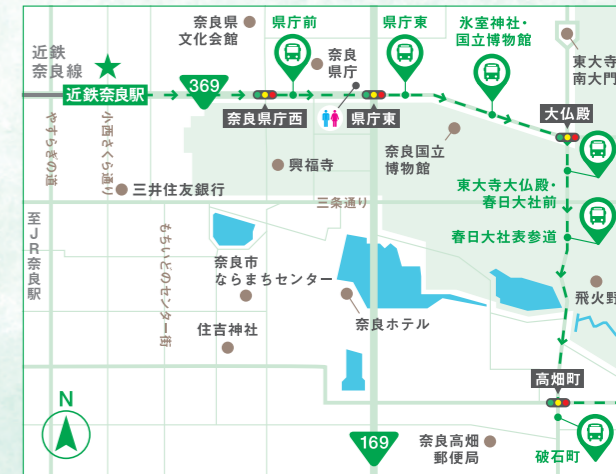 奈良県
文化会館
県庁前
県庁東
氷室神社・
国立博物館
近鉄
奈良線
奈良
県庁
東大寺
南大門
369
近鉄奈良駅
奈良県庁西
県庁東
大仏殿
やすらぎの道
小西さくら通り
奈良国立
博物館
興福寺
三井住友銀行
三条通り
東大寺大仏殿・
春日大社前
春日大社表参道
至JR奈良駅
もちいどのセンター街
奈良市
ならまちセンター
飛火野
奈良ホテル
住吉神社
高畑町
N
169
奈良高畑
郵便局
破石町